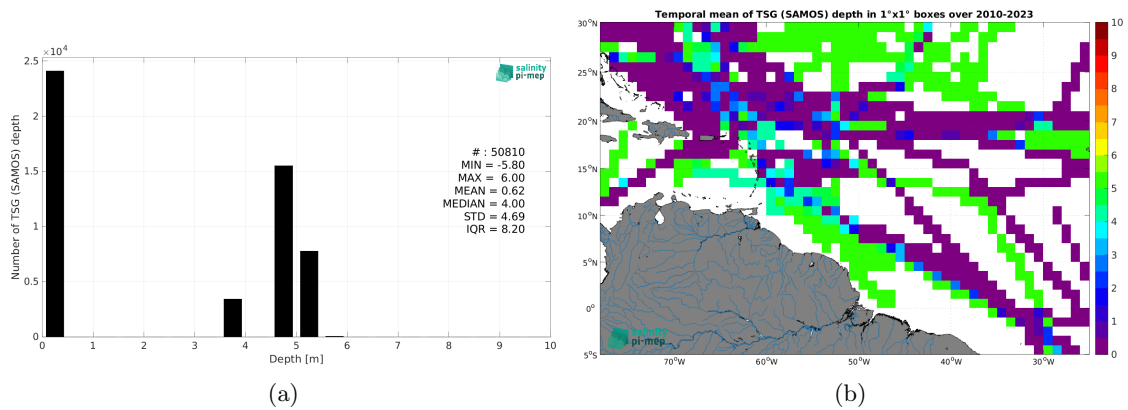 ×10⁴
2.5
2
1.5
1
0.5
0
Number of TSG (SAMOS) depth
salinity
pi-mep
# : 50810
MIN = -5.80
MAX = 6.00
MEAN = 0.62
MEDIAN = 4.00
STD = 4.69
IQR = 8.20
0 1 2 3 4 5 6 7 8 9 10
Depth [m]
(a)
Temporal mean of TSG (SAMOS) depth in 1°x1° boxes over 2010-2023
30°N
25°N
20°N
15°N
10°N
5°N
0°
5°S
salinity
pi-mep
70°W 60°W 50°W 40°W 30°W
10
9
8
7
6
5
4
3
2
1
0
(b)